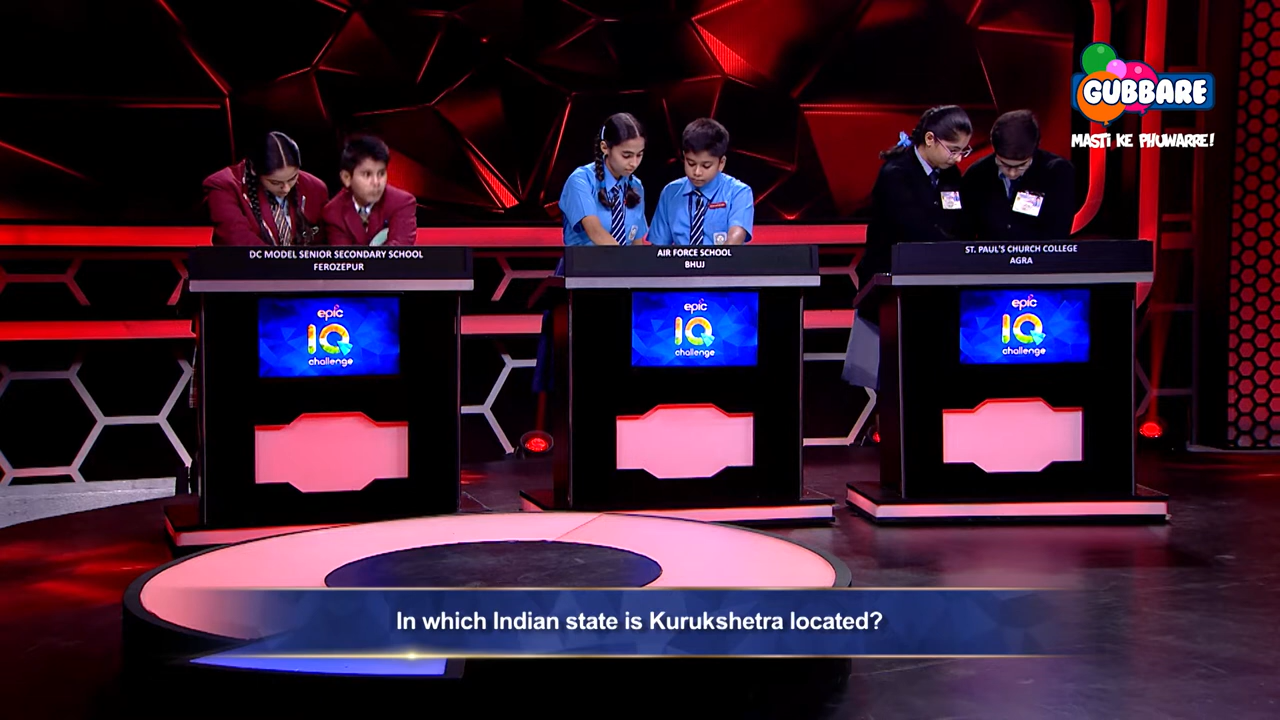 GUBBARE
MASTI KE PHUWARRE!
DC MODEL SENIOR SECONDARY SCHOOL
FEROZEPUR
AIR FORCE SCHOOL
BHUJ
ST. PAUL'S CHURCH COLLEGE
AGRA
epic
IQ
challenge
epic
IQ
challenge
epic
IQ
challenge
In which Indian state is Kurukshetra located?